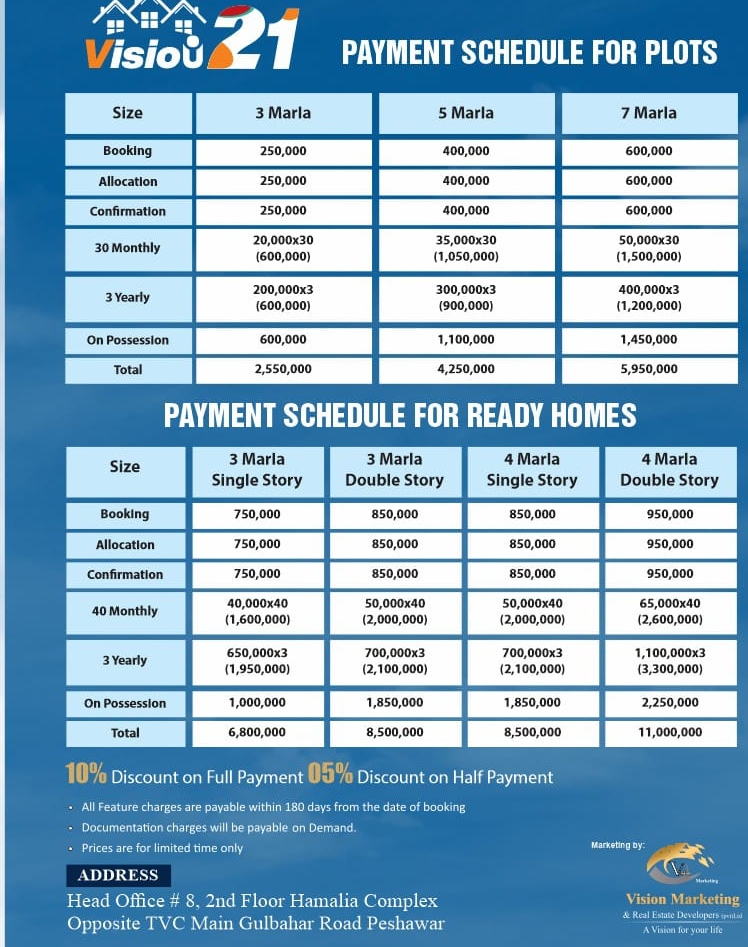 Vision 21
PAYMENT SCHEDULE FOR PLOTS
Size 3 Marla 5 Marla 7 Marla
Booking 250,000 400,000 600,000
Allocation 250,000 400,000 600,000
Confirmation 250,000 400,000 600,000
30 Monthly 20,000x30 (600,000) 35,000x30 (1,050,000) 50,000x30 (1,500,000)
3 Yearly 200,000x3 (600,000) 300,000x3 (900,000) 400,000x3 (1,200,000)
On Possession 600,000 1,100,000 1,450,000
Total 2,550,000 4,250,000 5,950,000
PAYMENT SCHEDULE FOR READY HOMES
Size 3 Marla Single Story 3 Marla Double Story 4 Marla Single Story 4 Marla Double Story
Booking 750,000 850,000 850,000 950,000
Allocation 750,000 850,000 850,000 950,000
Confirmation 750,000 850,000 850,000 950,000
40 Monthly 40,000x40 (1,600,000) 50,000x40 (2,000,000) 50,000x40 (2,000,000) 65,000x40 (2,600,000)
3 Yearly 650,000x3 (1,950,000) 700,000x3 (2,100,000) 700,000x3 (2,100,000) 1,100,000x3 (3,300,000)
On Possession 1,000,000 1,850,000 1,850,000 2,250,000
Total 6,800,000 8,500,000 8,500,000 11,000,000
10% Discount on Full Payment 05% Discount on Half Payment
• All Feature charges are payable within 180 days from the date of booking
• Documentation charges will be payable on Demand.
• Prices are for limited time only
ADDRESS
Head Office # 8, 2nd Floor Hamalia Complex
Opposite TVC Main Gulbahar Road Peshawar
Marketing by:
Marketing
Vision Marketing
& Real Estate Developers
A Vision for your life